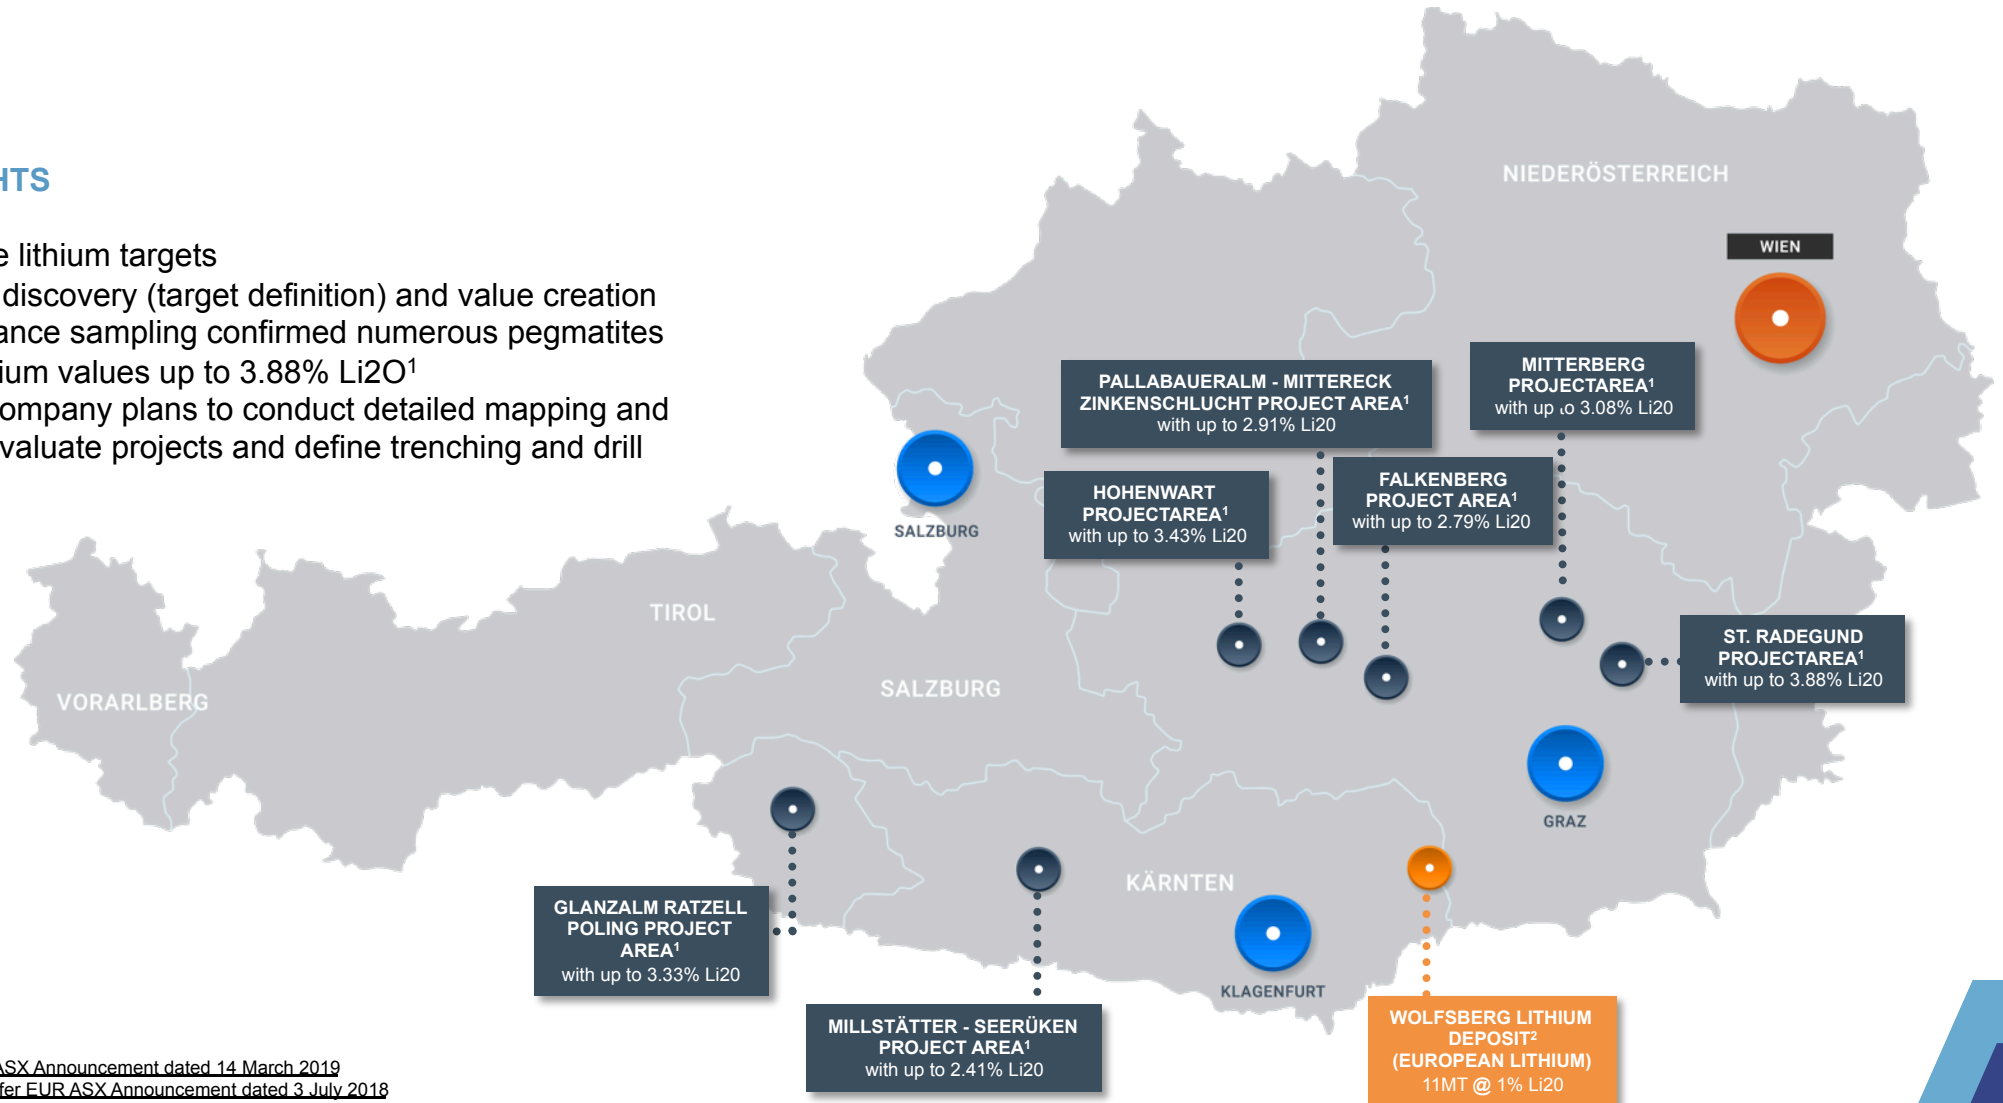 HTS
e lithium targets
discovery (target definition) and value creation
ance sampling confirmed numerous pegmatites
ium values up to 3.88% Li2O¹
ompany plans to conduct detailed mapping and
valuate projects and define trenching and drill
NIEDERÖSTERREICH
WIEN
PALLABAUERALM - MITTERECK
ZINKENSCHLUCHT PROJECT AREA¹
with up to 2.91% Li20
MITTERBERG
PROJECTAREA¹
with up to 3.08% Li20
HOHENWART
PROJECTAREA¹
with up to 3.43% Li20
FALKENBERG
PROJECT AREA¹
with up to 2.79% Li20
SALZBURG
TIROL
ST. RADEGUND
PROJECTAREA¹
with up to 3.88% Li20
SALZBURG
VORARLBERG
GRAZ
KÄRNTEN
GLANZALM RATZELL
POLING PROJECT
AREA¹
with up to 3.33% Li20
KLAGENFURT
MILLSTÄTTER - SEERÜKEN
PROJECT AREA¹
with up to 2.41% Li20
WOLFSBERG LITHIUM
DEPOSIT²
(EUROPEAN LITHIUM)
11MT @ 1% Li20
ASX Announcement dated 14 March 2019
fer EUR ASX Announcement dated 3 July 2018